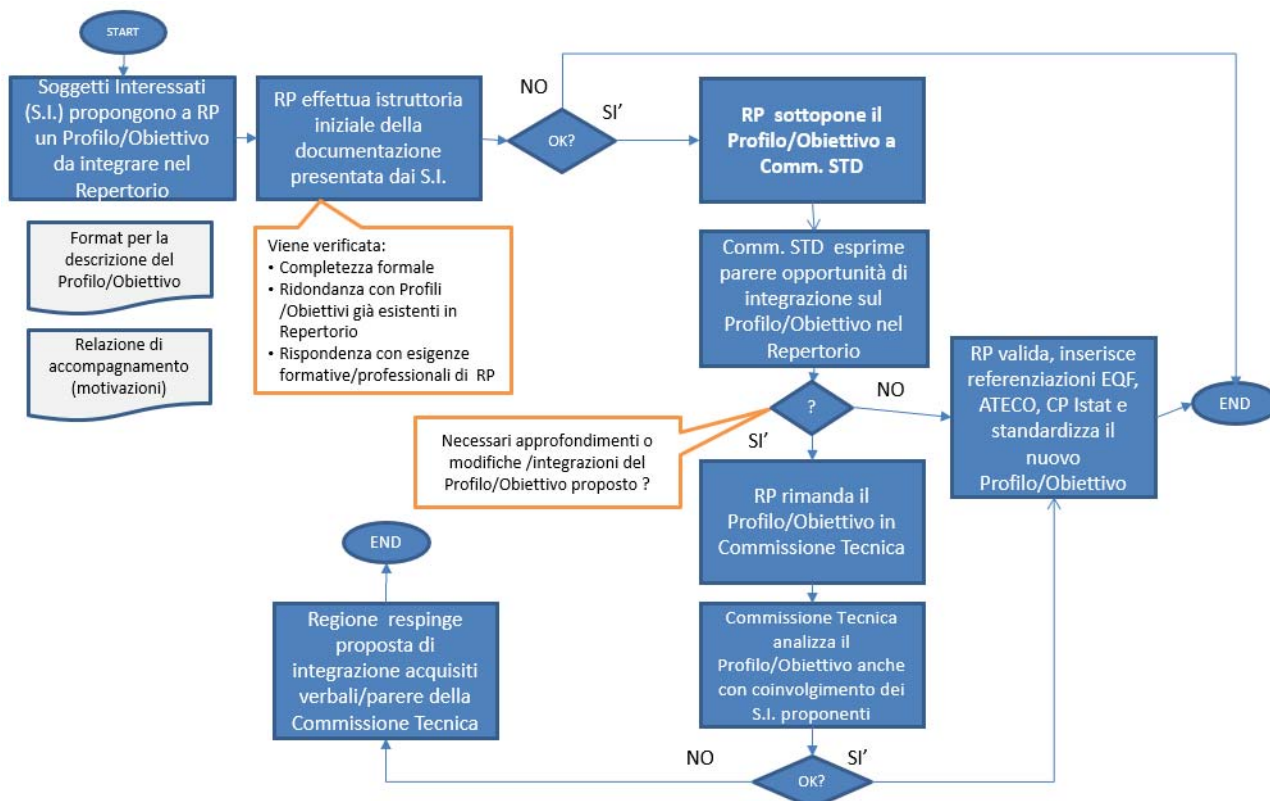 START
Soggetti Interessati
(S.I.) propongono a RP
un Profilo/Obiettivo
da integrare nel
Repertorio
RP effettua istruttoria
iniziale della
documentazione
presentata dai S.I.
OK?
NO
SI’
RP sottopone il
Profilo/Obiettivo a
Comm. STD
Format per la
descrizione del
Profilo/Obiettivo
Relazione di
accompagnamento
(motivazioni)
Viene verificata:
• Completezza formale
• Ridondanza con Profili
/Obiettivi già esistenti in
Repertorio
• Rispondenza con esigenze
formative/professionali di RP
Comm. STD esprime
parere opportunità di
integrazione sul
Profilo/Obiettivo nel
Repertorio
?
NO
SI’
Necessari approfondimenti o
modifiche /integrazioni del
Profilo/Obiettivo proposto ?
RP valida, inserisce
referenziazioni EQF,
ATECO, CP Istat e
standardizza il
nuovo
Profilo/Obiettivo
END
RP rimanda il
Profilo/Obiettivo in
Commissione Tecnica
Commissione Tecnica
analizza il
Profilo/Obiettivo anche
con coinvolgimento dei
S.I. proponenti
OK?
NO
SI’
Regione respinge
proposta di
integrazione acquisiti
verbali/parere della
Commissione Tecnica
END